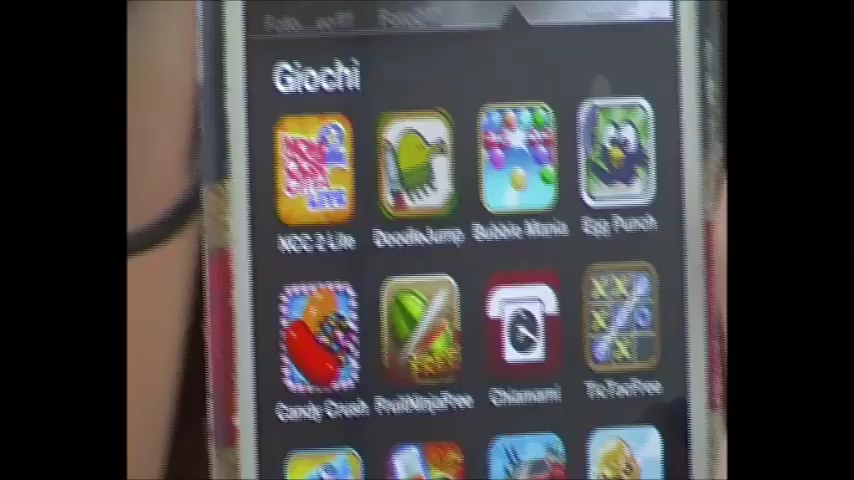 Giochi
NCC 2 Lite
DoodleJump
Bubble Mania
Egg Punch
Candy Crush
FruitNinjaFree
Chiamami
TicTacFree